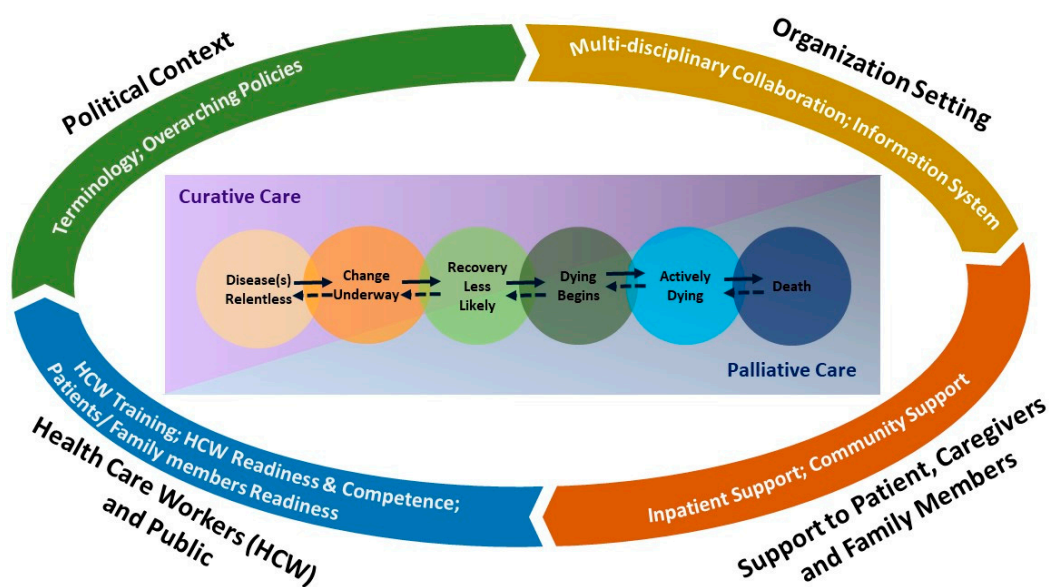 Political Context
Terminology; Overarching Policies
Organization Setting
Multi-disciplinary Collaboration; Information System
Curative Care
Disease(s)
Relentless
Change
Underway
Recovery
Less
Likely
Dying
Begins
Actively
Dying
Death
Palliative Care
HCW Training; HCW Readiness & Competence;
Patients/ Family members Readiness
Health Care Workers (HCW)
and Public
Inpatient Support; Community Support
Support to Patient, Caregivers
and Family Members